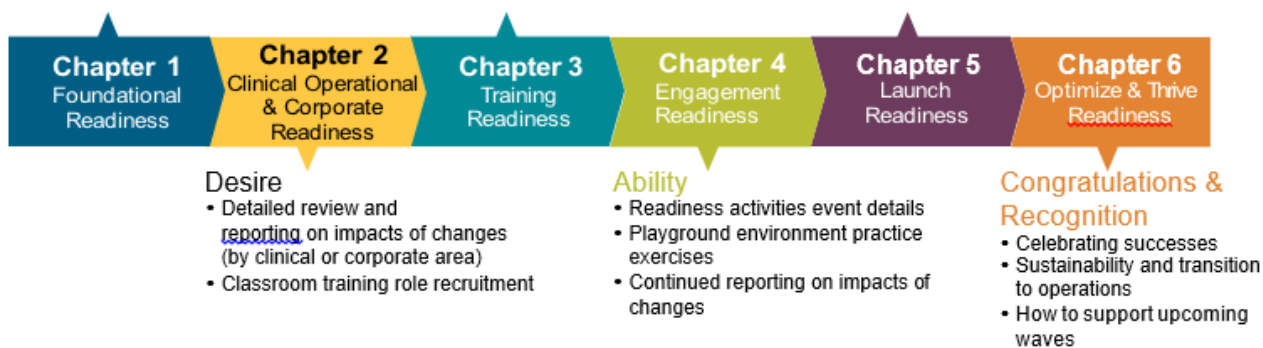 Chapter 1
Foundational
Readiness
Chapter 2
Clinical Operational
& Corporate
Readiness
Chapter 3
Training
Readiness
Chapter 4
Engagement
Readiness
Chapter 5
Launch
Readiness
Chapter 6
Optimize & Thrive
Readiness
Desire
• Detailed review and
reporting on impacts of changes
(by clinical or corporate area)
• Classroom training role recruitment
Ability
• Readiness activities event details
• Playground environment practice
exercises
• Continued reporting on impacts of
changes
Congratulations &
Recognition
• Celebrating successes
• Sustainability and transition
to operations
• How to support upcoming
waves